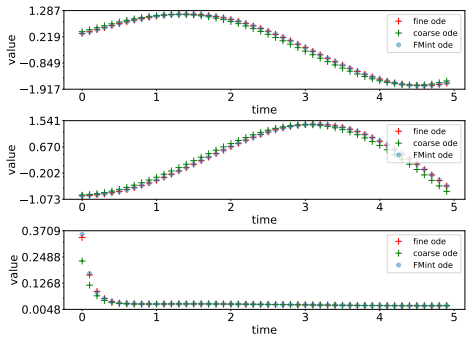 1.287
0.219
−0.849
−1.917
value
fine ode
coarse ode
FMint ode
0 1 2 3 4 5
time
1.541
0.670
−0.202
−1.073
value
fine ode
coarse ode
FMint ode
0 1 2 3 4 5
time
0.3709
0.2488
0.1268
0.0048
value
fine ode
coarse ode
FMint ode
0 1 2 3 4 5
time